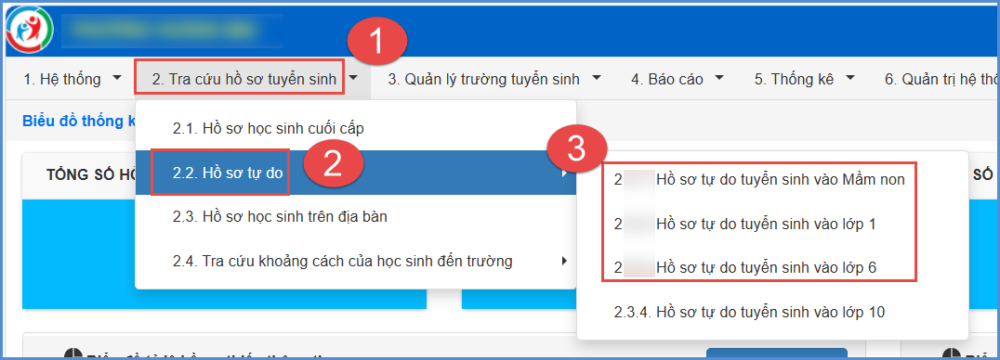 1
1. Hệ thống
2. Tra cứu hồ sơ tuyển sinh
3. Quản lý trường tuyển sinh
4. Báo cáo
5. Thống kê
6. Quản trị hệ thố
Biểu đồ thống k
2.1. Hồ sơ học sinh cuối cấp
2
2.2. Hồ sơ tự do
2.3. Hồ sơ học sinh trên địa bàn
2.4. Tra cứu khoảng cách của học sinh đến trường
3
2 Hồ sơ tự do tuyển sinh vào Mầm non
2 Hồ sơ tự do tuyển sinh vào lớp 1
2 Hồ sơ tự do tuyển sinh vào lớp 6
2.3.4. Hồ sơ tự do tuyển sinh vào lớp 10
TỔNG SỐ HỒ
SỐ